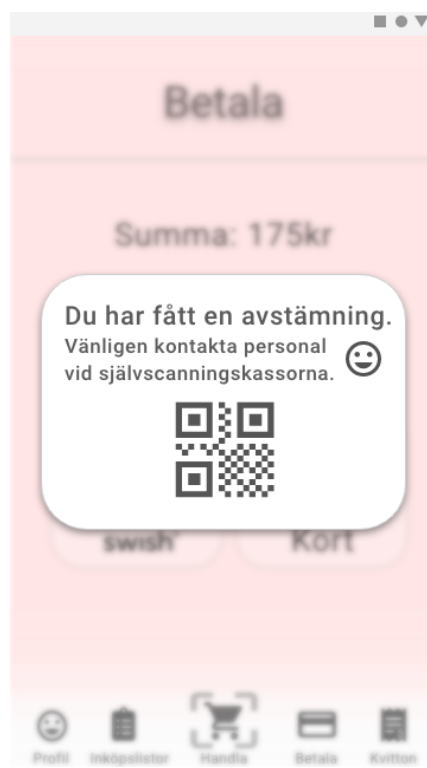 Betala
Summa: 175kr
Du har fått en avstämning.
Vänligen kontakta personal
vid självscanningskassorna.
swish
Kort
Profil
Inköpslistor
Handla
Betala
Kvitton